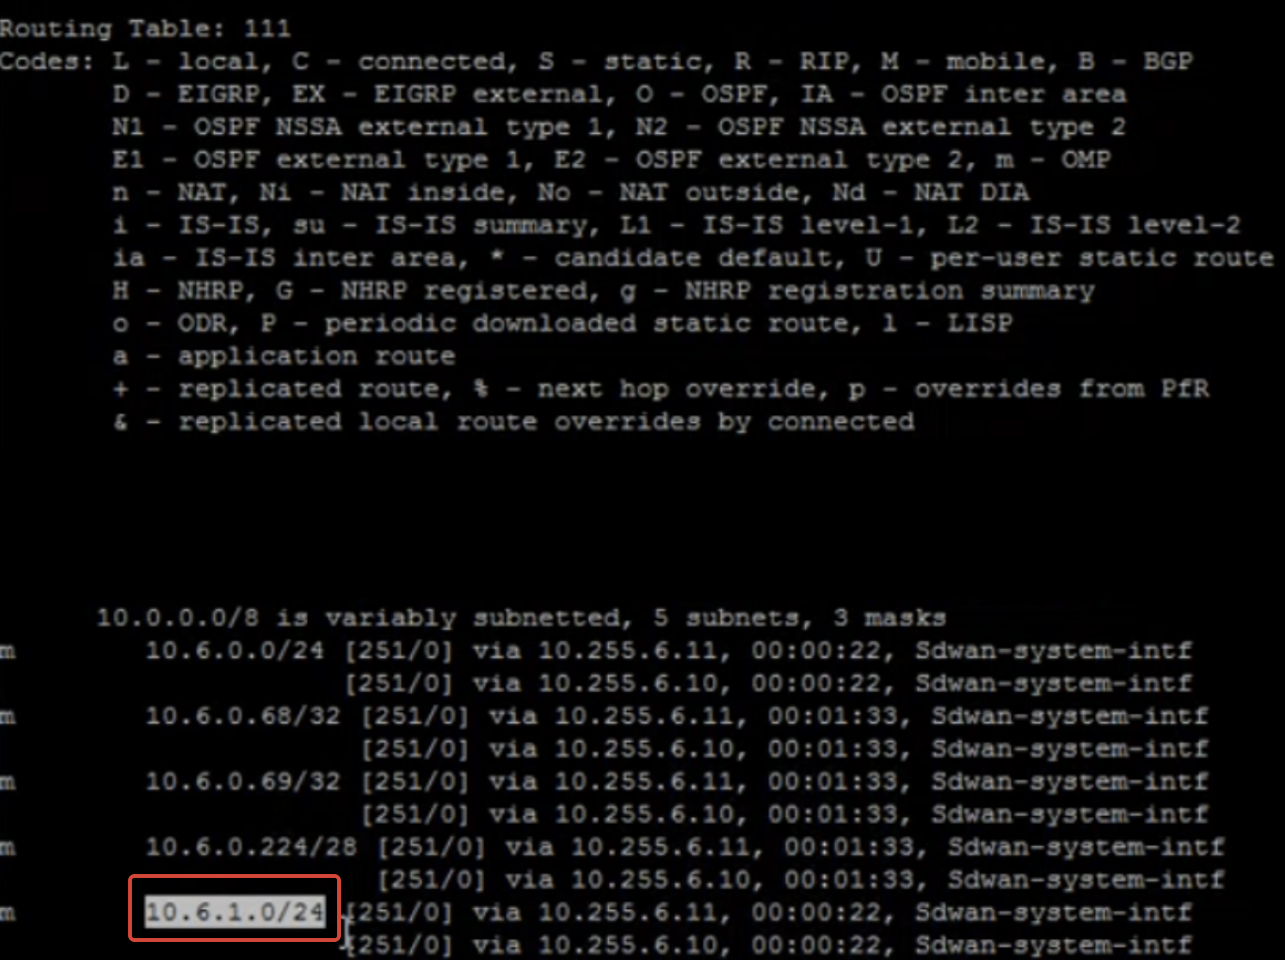 Routing Table: 111
Codes: L - local, C - connected, S - static, R - RIP, M - mobile, B - BGP
D - EIGRP, EX - EIGRP external, O - OSPF, IA - OSPF inter area
N1 - OSPF NSSA external type 1, N2 - OSPF NSSA external type 2
E1 - OSPF external type 1, E2 - OSPF external type 2, m - OMP
n - NAT, Ni - NAT inside, No - NAT outside, Nd - NAT DIA
i - IS-IS, su - IS-IS summary, L1 - IS-IS level-1, L2 - IS-IS level-2
ia - IS-IS inter area, * - candidate default, U - per-user static route
H - NHRP, G - NHRP registered, g - NHRP registration summary
o - ODR, P - periodic downloaded static route, l - LISP
a - application route
+ - replicated route, % - next hop override, p - overrides from PfR
& - replicated local route overrides by connected
10.0.0.0/8 is variably subnetted, 5 subnets, 3 masks
m 10.6.0.0/24 [251/0] via 10.255.6.11, 00:00:22, Sdwan-system-intf
[251/0] via 10.255.6.10, 00:00:22, Sdwan-system-intf
m 10.6.0.68/32 [251/0] via 10.255.6.11, 00:01:33, Sdwan-system-intf
[251/0] via 10.255.6.10, 00:01:33, Sdwan-system-intf
m 10.6.0.69/32 [251/0] via 10.255.6.11, 00:01:33, Sdwan-system-intf
[251/0] via 10.255.6.10, 00:01:33, Sdwan-system-intf
m 10.6.0.224/28 [251/0] via 10.255.6.11, 00:01:33, Sdwan-system-intf
[251/0] via 10.255.6.10, 00:01:33, Sdwan-system-intf
m 10.6.1.0/24 [251/0] via 10.255.6.11, 00:00:22, Sdwan-system-intf
[251/0] via 10.255.6.10, 00:00:22, Sdwan-system-intf